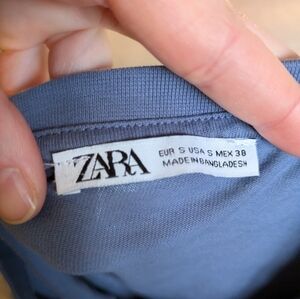 ZARA
EUR S USA S MEX 38
MADE IN BANGLADESH